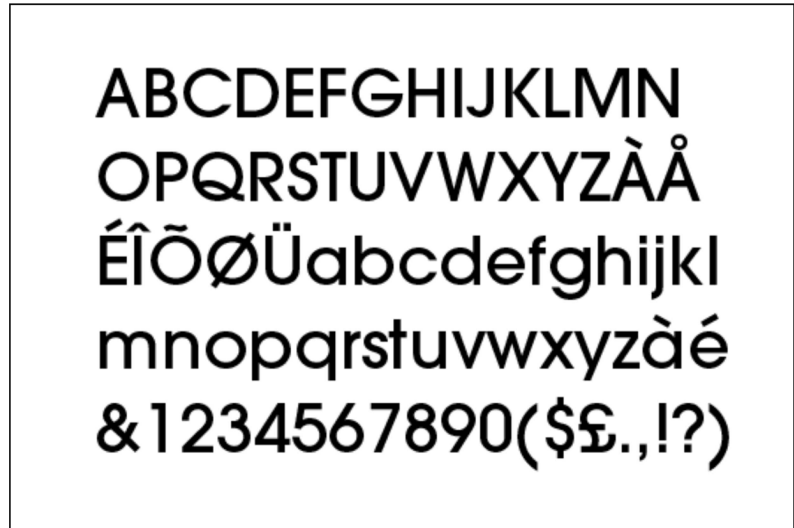 ABCDEFGHIJKLMN
OPQRSTUVWXYZÀÅ
ÉÎÕØÜabcdefghijkl
mnopqrstuvwxyzàé
&1234567890($£.,!?)